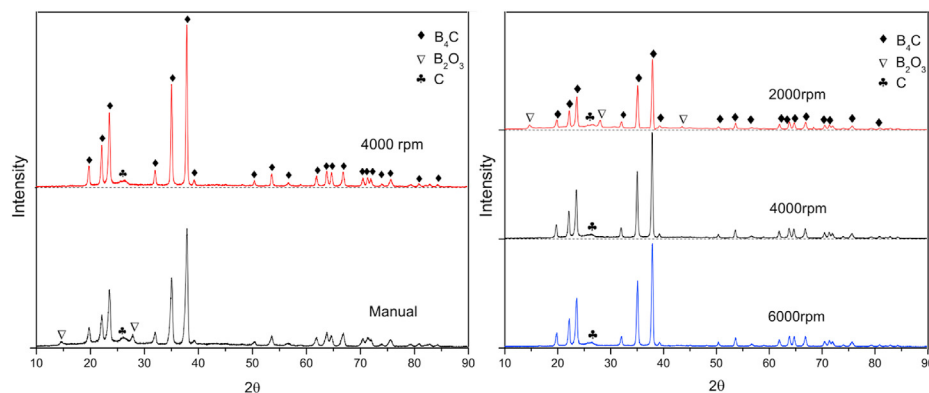 ♦ B₄C
▽ B₂O₃
♣ C
4000 rpm
Manual
Intensity
10 20 30 40 50 60 70 80 90
2θ
♦ B₄C
▽ B₂O₃
♣ C
2000rpm
4000rpm
6000rpm
Intensity
10 20 30 40 50 60 70 80 90
2θ